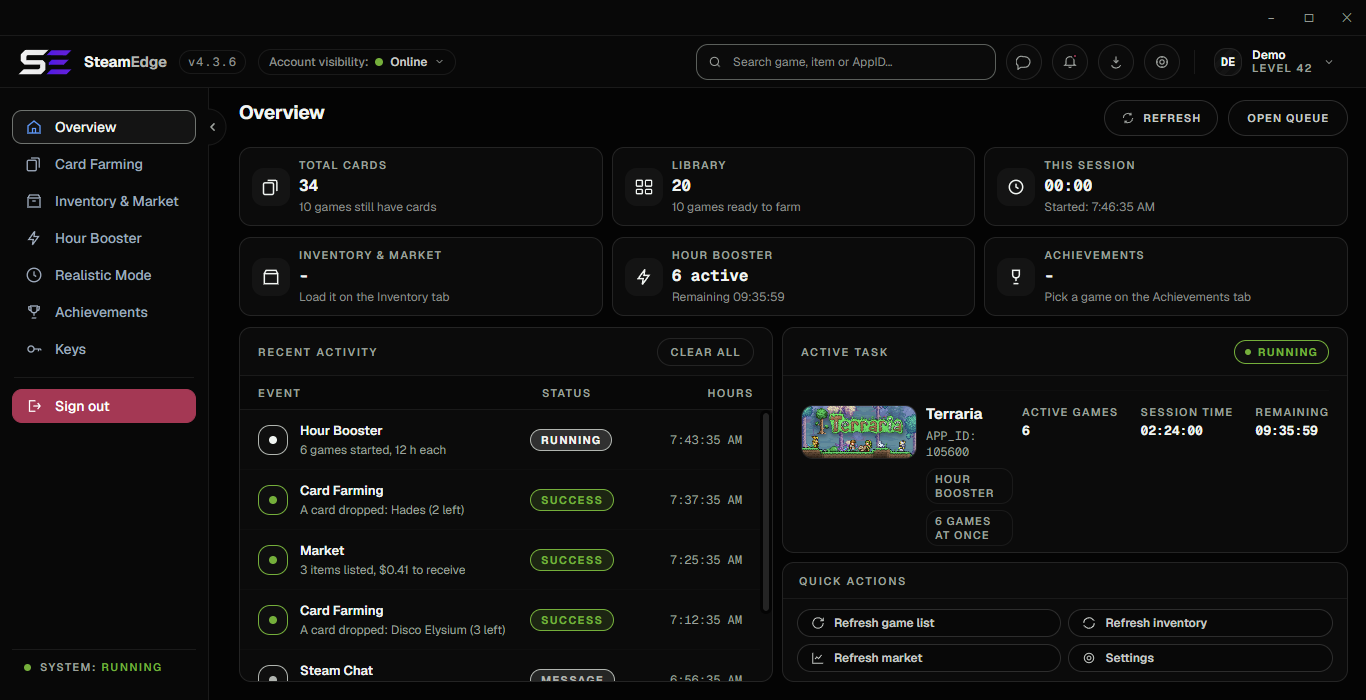 SE SteamEdge v4.3.6 Account visibility: Online
Search game, item or AppID...
DE Demo
LEVEL 42
Overview
Card Farming
Inventory & Market
Hour Booster
Realistic Mode
Achievements
Keys
Sign out
SYSTEM: RUNNING
Overview
REFRESH
OPEN QUEUE
TOTAL CARDS
34
10 games still have cards
LIBRARY
20
10 games ready to farm
THIS SESSION
00:00
Started: 7:46:35 AM
INVENTORY & MARKET
-
Load it on the Inventory tab
HOUR BOOSTER
6 active
Remaining 09:35:59
ACHIEVEMENTS
-
Pick a game on the Achievements tab
RECENT ACTIVITY
CLEAR ALL
EVENT STATUS HOURS
Hour Booster
6 games started, 12 h each
RUNNING
7:43:35 AM
Card Farming
A card dropped: Hades (2 left)
SUCCESS
7:37:35 AM
Market
3 items listed, $0.41 to receive
SUCCESS
7:25:35 AM
Card Farming
A card dropped: Disco Elysium (3 left)
SUCCESS
7:12:35 AM
Steam Chat
MESSAGE
6:56:35 AM
ACTIVE TASK
RUNNING
Terraria
Terraria
APP_ID:
105600
HOUR
BOOSTER
6 GAMES
AT ONCE
ACTIVE GAMES
6
SESSION TIME
02:24:00
REMAINING
09:35:59
QUICK ACTIONS
Refresh game list
Refresh inventory
Refresh market
Settings